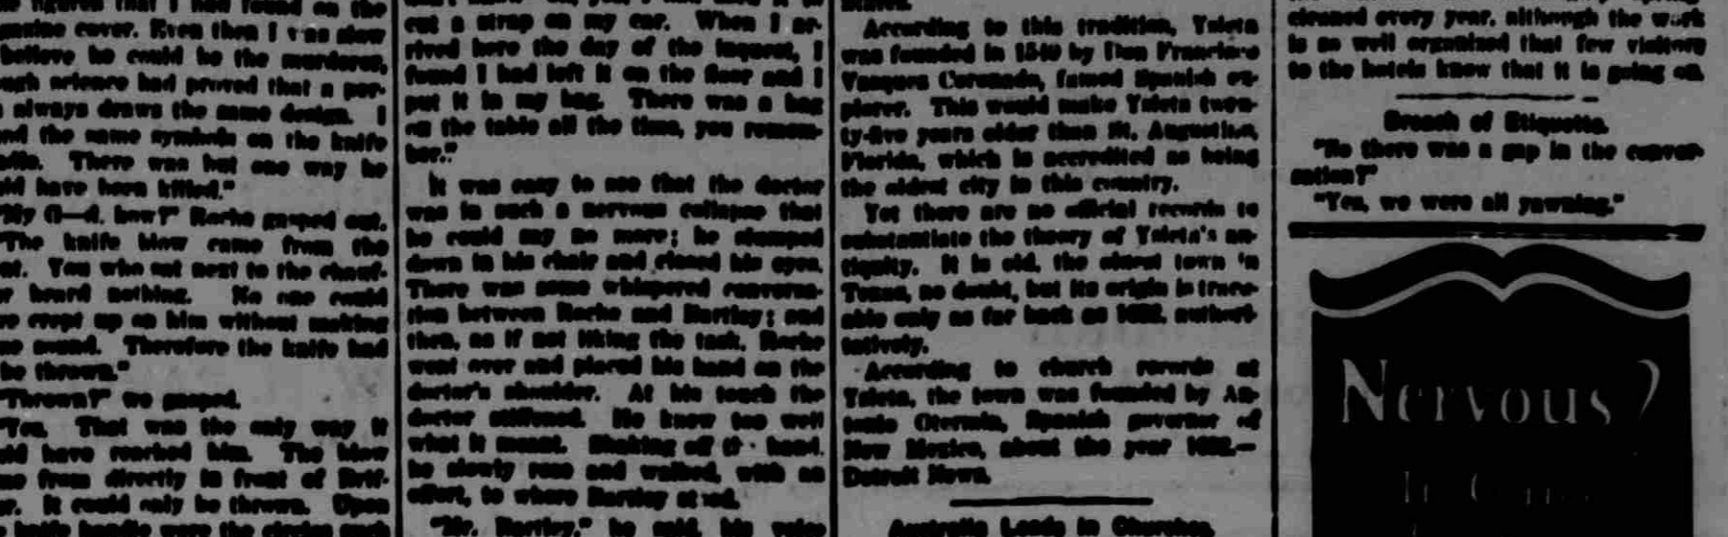 the figures that I had found on the
cover. Even then I was slow
believe he could be the murderer,
science had proved that a per-
always draws the same design. I
the same symbols on the knife
There was but one way he
have been killed."
"My G—d, how?" Roche gasped out.
"The knife blow came from the
You who sat next to the chauf-
heard nothing. No one could
crept up on him without making
sound. Therefore the knife had
be thrown."
"Thrown?" we gasped.
"Yes. That was the only way it
have reached him. The blow
from directly in front of
It could only be thrown. Upon
knife handle were the
cut a strap on my car. When I ar-
rived here the day of the inquest, I
found I had left it on the floor and I
put it in my bag. There was a bag
on the table all the time, you remem-
ber."
It was easy to see that the doctor
was in such a nervous collapse that
he could say no more; he slumped
down in his chair and closed his eyes.
There was some whispered conversa-
tion between Roche and Bartley; and
then, as if not liking the task, Roche
went over and placed his hand on the
doctor's shoulder. At his touch the
doctor stiffened. He knew too well
what it meant. Shaking off the hand,
he slowly rose and walked, with an
effort, to where Bartley stood.
"Mr. Bartley," he said, his voice
States.
According to this tradition, Ysleta
was founded in 1540 by Don Francisco
Vasquez Coronado, famed Spanish ex-
plorer. This would make Ysleta twen-
ty-five years older than St. Augustine,
Florida, which is accredited as being
the oldest city in this country.
Yet there are no official records to
substantiate the theory of Ysleta's an-
tiquity. It is old, the oldest town in
Texas, no doubt, but its origin is trace-
able only as far back as 1682, authori-
tatively.
According to church records at
Ysleta, the town was founded by An-
tonio Otermin, Spanish governor of
New Mexico, about the year 1682.—
Detroit News.
Australia Leads in Churches
cleaned every year, although the work
is so well organized that few visitors
to the hotels know that it is going on.
Breach of Etiquette.
"So there was a gap in the conver-
sation?"
"Yes, we were all yawning."
Nervous?